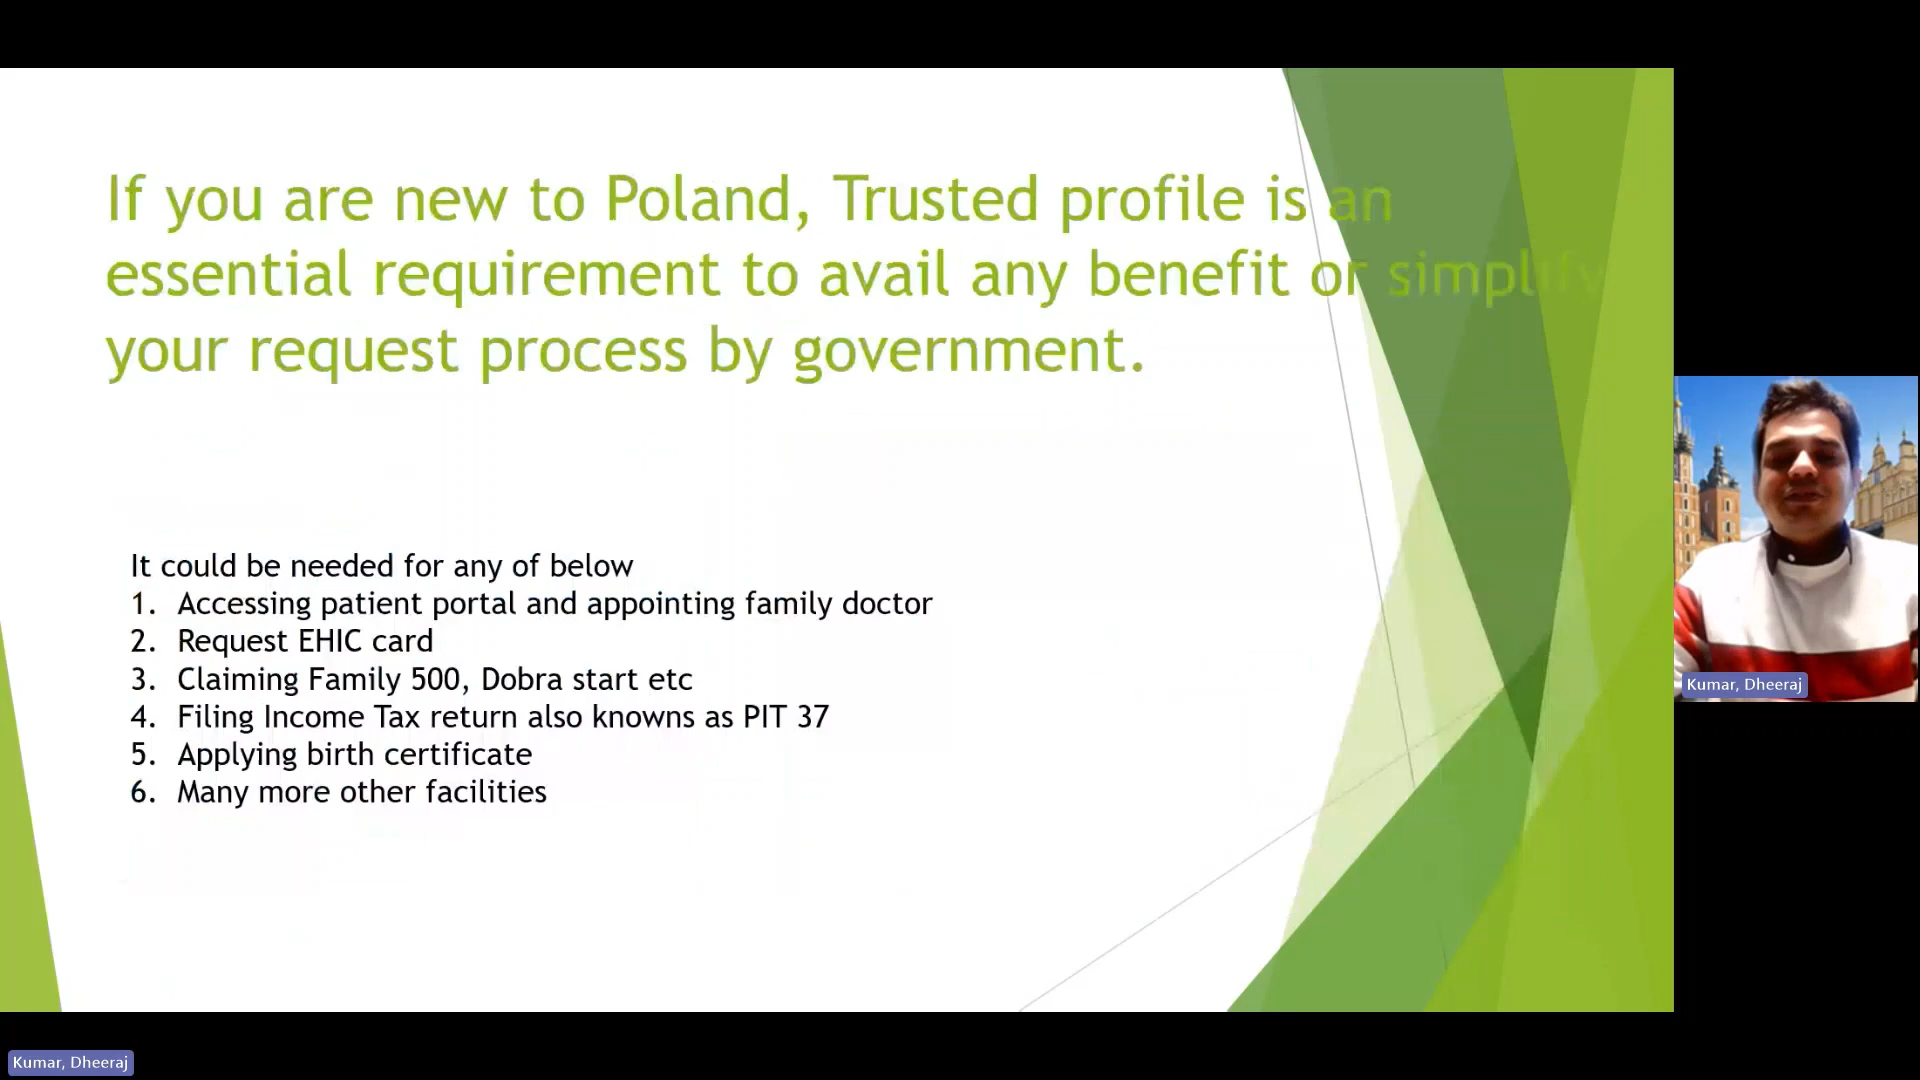 If you are new to Poland, Trusted profile is an
essential requirement to avail any benefit or simplify
your request process by government.
It could be needed for any of below
1. Accessing patient portal and appointing family doctor
2. Request EHIC card
3. Claiming Family 500, Dobra start etc
4. Filing Income Tax return also knowns as PIT 37
5. Applying birth certificate
6. Many more other facilities
Kumar, Dheeraj
Kumar, Dheeraj